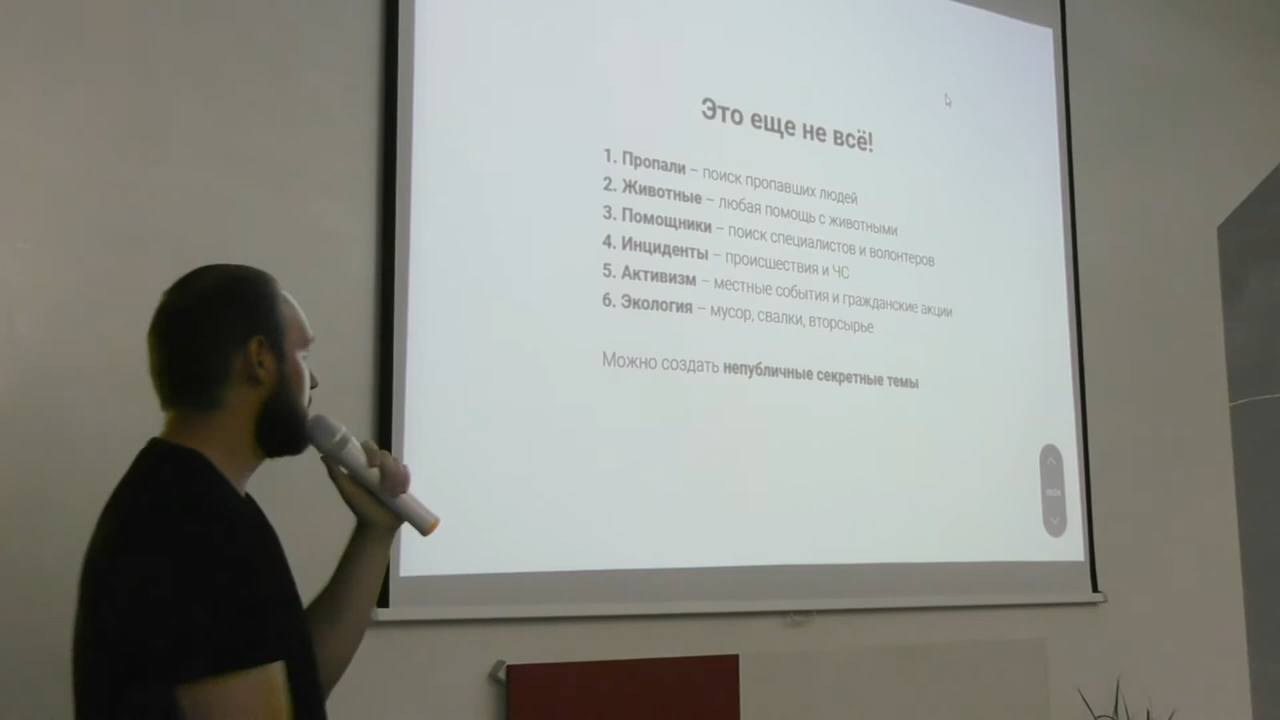 Это еще не всё!
1. Пропали – поиск пропавших людей
2. Животные – любая помощь с животными
3. Помощники – поиск специалистов и волонтеров
4. Инциденты – происшествия и ЧС
5. Активизм – местные события и гражданские акции
6. Экология – мусор, свалки, вторсырье
Можно создать непубличные секретные темы